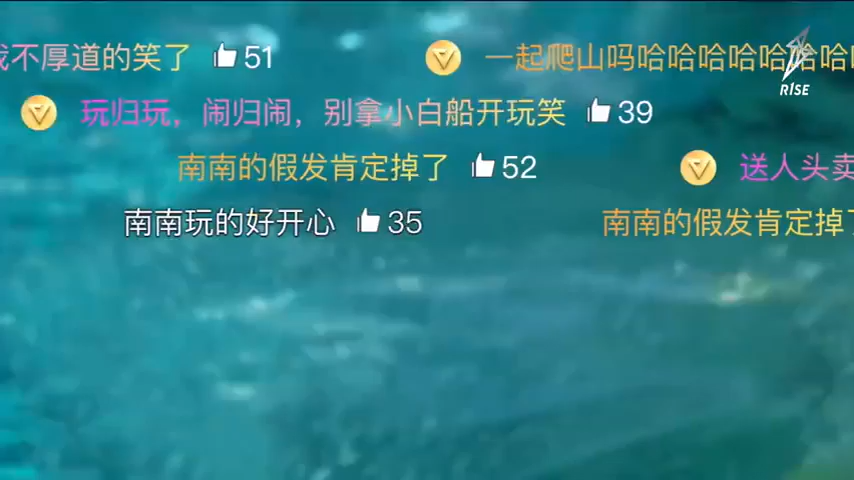 我不厚道的笑了 51 一起爬山吗哈哈哈哈哈哈哈
RISE
玩归玩，闹归闹，别拿小白船开玩笑 39
南南的假发肯定掉了 52 送人头卖
南南玩的好开心 35 南南的假发肯定掉了